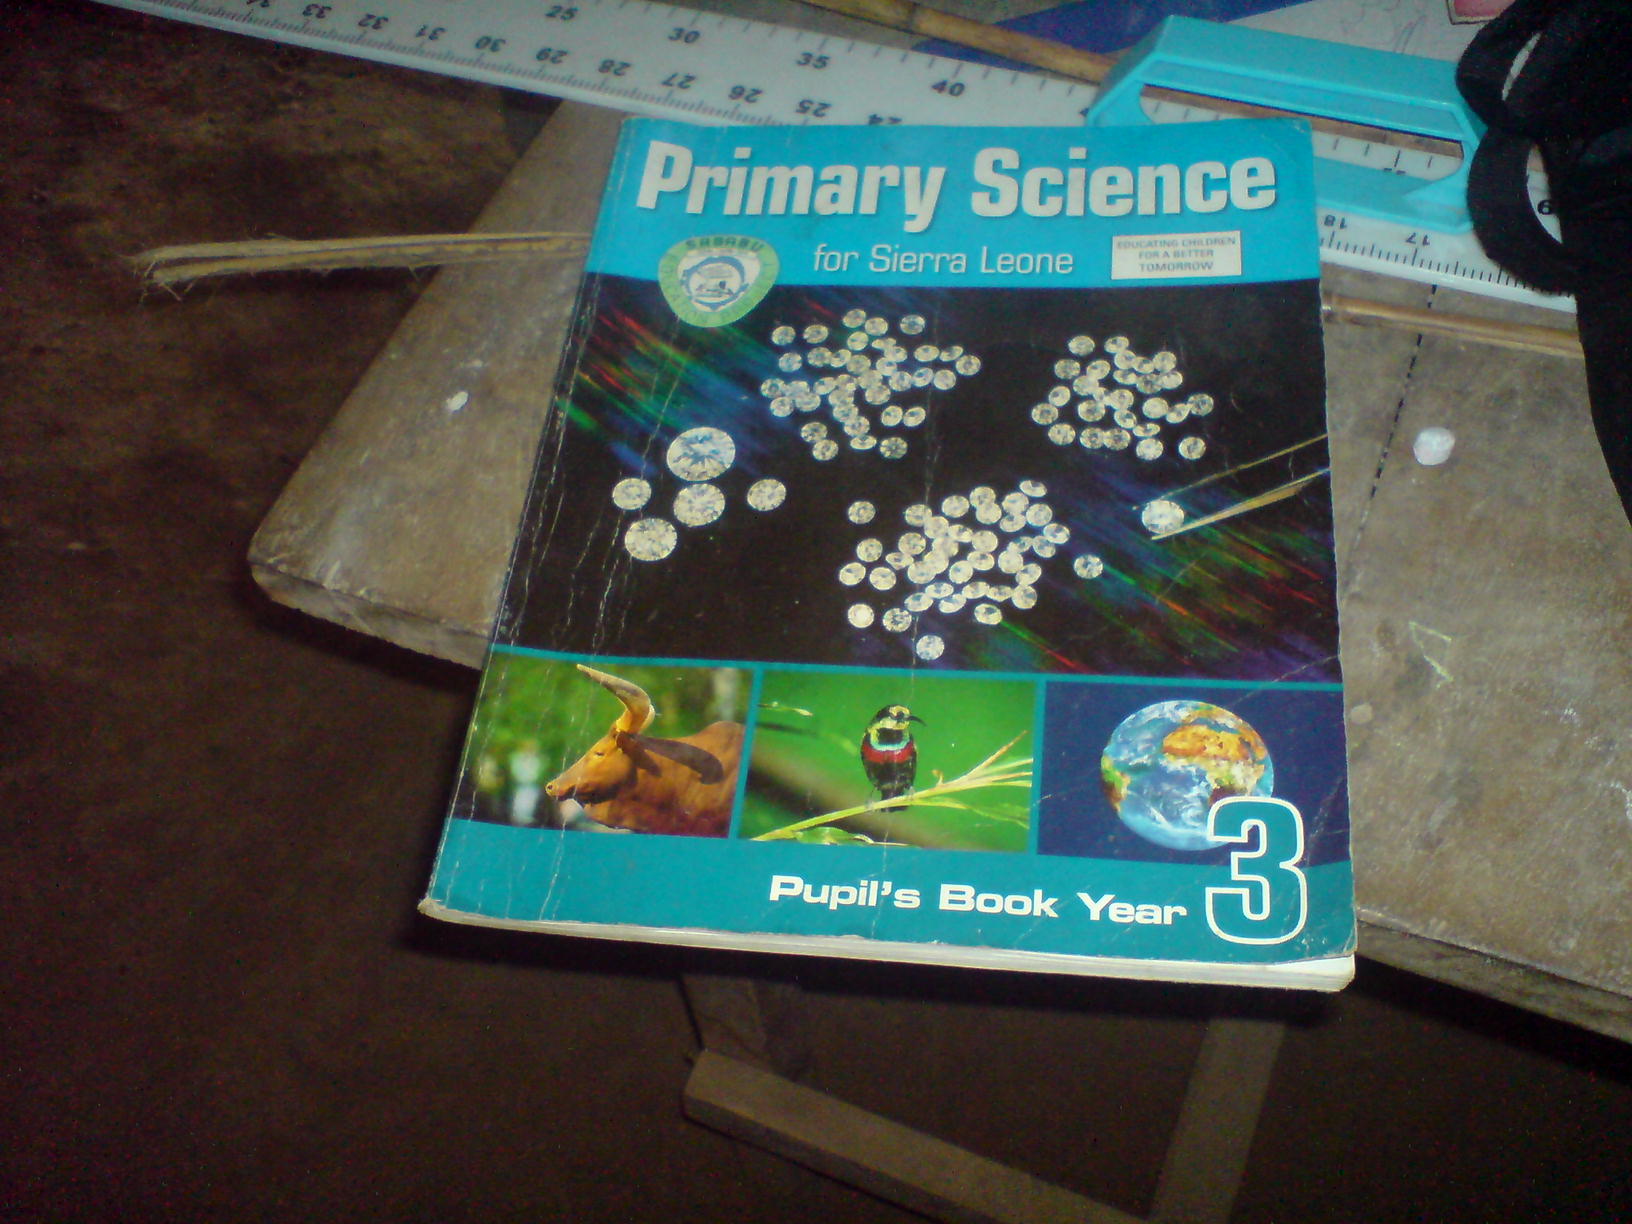 34 33 32 31 30 29 28 27 26 25 24
25 30 35 40
Primary Science
for Sierra Leone
SABABU
EDUCATING CHILDREN
FOR A BETTER
TOMORROW
18 17
6
Pupil's Book Year 3